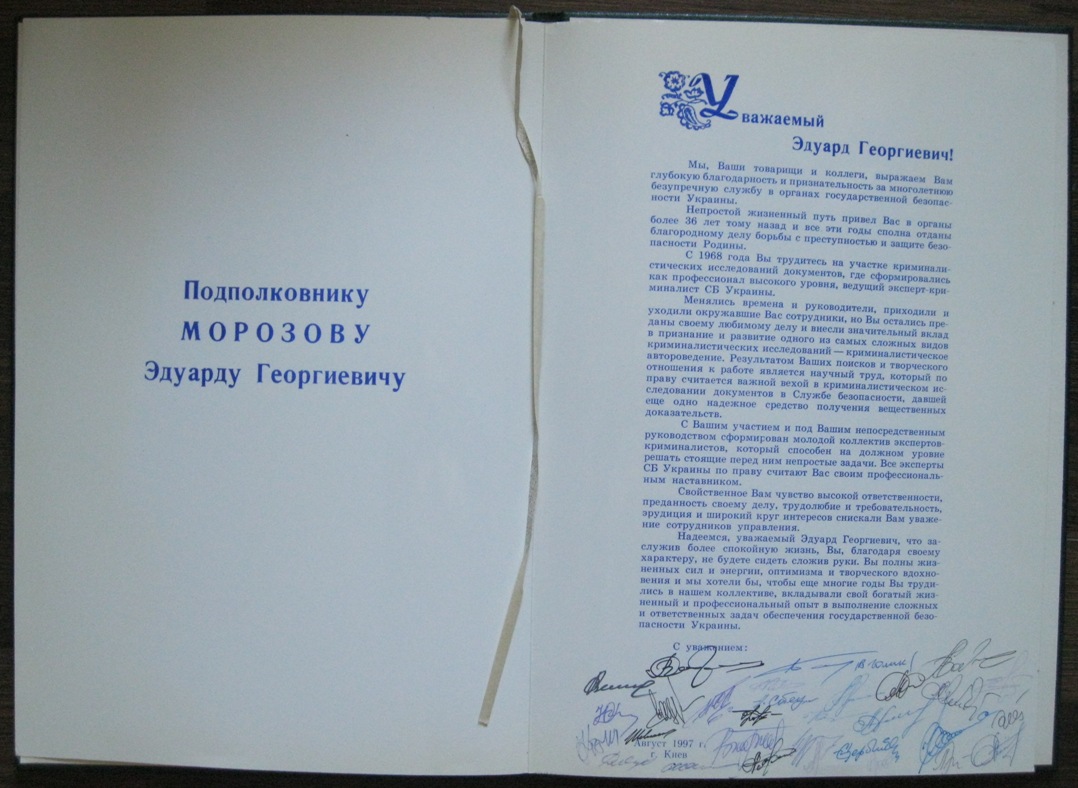 Подполковнику
МОРОЗОВУ
Эдуарду Георгиевичу
Уважаемый
Эдуард Георгиевич!
Мы, Ваши товарищи и коллеги, выражаем Вам
глубокую благодарность и признательность за многолетнюю
безупречную службу в органах государственной безопас-
ности Украины.
Непростой жизненный путь привел Вас в органы
более 36 лет тому назад и все эти годы сполна отданы
благородному делу борьбы с преступностью и защите безо-
пасности Родины.
С 1968 года Вы трудитесь на участке криминали-
стических исследований документов, где сформировались
как профессионал высокого уровня, ведущий эксперт-кри-
миналист СБ Украины.
Менялись времена и руководители, приходили и
уходили окружавшие Вас сотрудники, но Вы остались пре-
даны своему любимому делу и внесли значительный вклад
в признание и развитие одного из самых сложных видов
криминалистических исследований — криминалистическое
автороведение. Результатом Ваших поисков и творческого
отношения к работе является научный труд, который по
праву считается важной вехой в криминалистическом ис-
следовании документов в Службе безопасности, давшей
еще одно надежное средство получения вещественных
доказательств.
С Вашим участием и под Вашим непосредственным
руководством сформирован молодой коллектив экспертов-
криминалистов, который способен на должном уровне
решать стоящие перед ним непростые задачи. Все эксперты
СБ Украины по праву считают Вас своим профессиональ-
ным наставником.
Свойственное Вам чувство высокой ответственности,
преданность своему делу, трудолюбие и требовательность,
эрудиция и широкий круг интересов снискали Вам уваже-
ние сотрудников управления.
Надеемся, уважаемый Эдуард Георгиевич, что за-
служив более спокойную жизнь, Вы, благодаря своему
характеру, не будете сидеть сложив руки. Вы полны жиз-
ненных сил и энергии, оптимизма и творческого вдохно-
вения и мы хотели бы, чтобы еще многие годы Вы труди-
лись в нашем коллективе, вкладывали свой богатый жиз-
ненный и профессиональный опыт в выполнение сложных
и ответственных задач обеспечения государственной безо-
пасности Украины.
С уважением:
Август 1997 г.
г. Киев